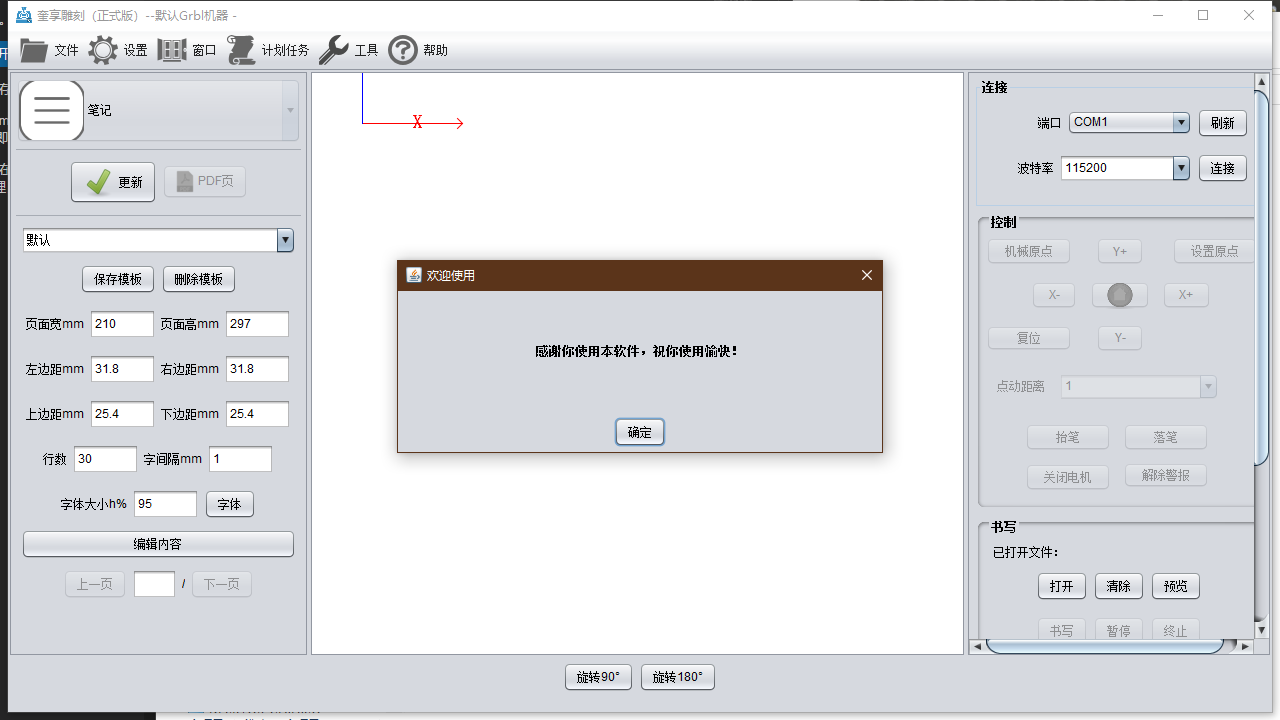 奎享雕刻（正式版）--默认Grbl机器 -
文件 设置 窗口 计划任务 工具 帮助
笔记
更新 PDF页
默认
保存模板 删除模板
页面宽mm 210 页面高mm 297
左边距mm 31.8 右边距mm 31.8
上边距mm 25.4 下边距mm 25.4
行数 30 字间隔mm 1
字体大小h% 95 字体
编辑内容
上一页 / 下一页
X
欢迎使用
感谢你使用本软件，祝你使用愉快！
确定
旋转90° 旋转180°
连接
端口 COM1 刷新
波特率 115200 连接
控制
机械原点 Y+ 设置原点
X- X+
复位 Y-
点动距离 1
抬笔 落笔
关闭电机 解除警报
书写
已打开文件：
打开 清除 预览
书写 暂停 终止